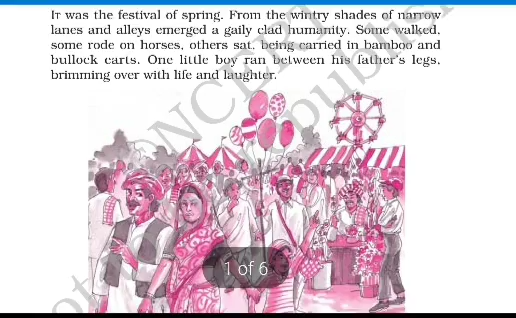 It was the festival of spring. From the wintry shades of narrow
lanes and alleys emerged a gaily clad humanity. Some walked,
some rode on horses, others sat, being carried in bamboo and
bullock carts. One little boy ran between his father's legs,
brimming over with life and laughter.
1 of 6